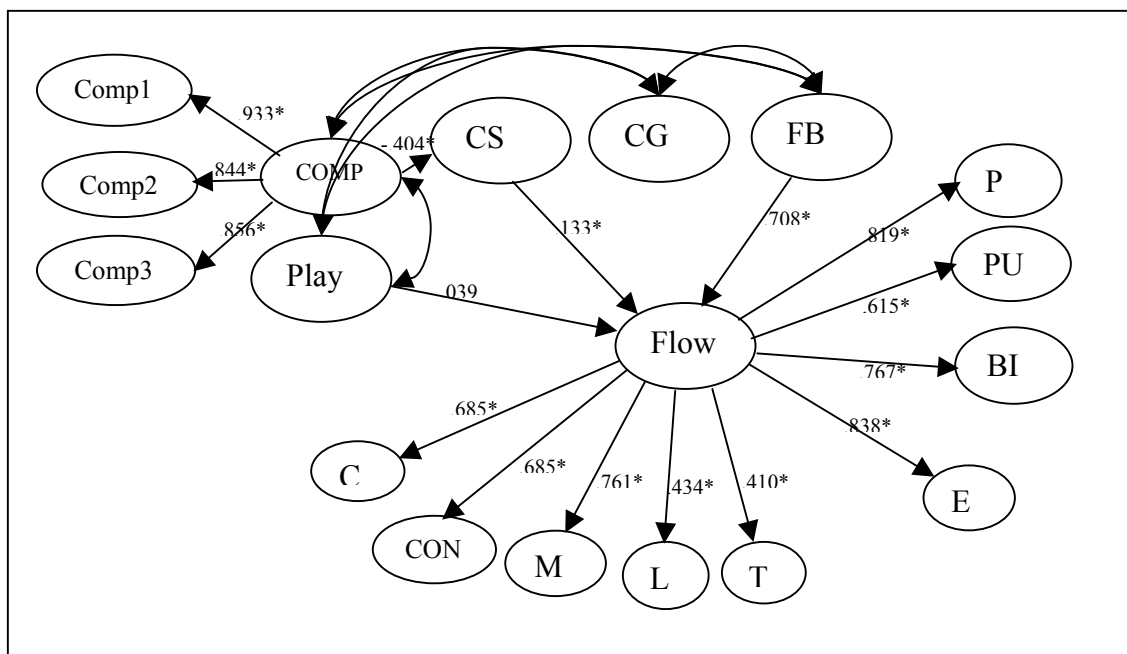 Comp1
.933*
CS
CG
FB
- .404*
COMP
.844*
Comp2
P
.133*
.708*
.819*
.856*
Comp3
Play
PU
.039
.615*
Flow
BI
.767*
.685*
.838*
C
.685*
.761*
.434*
.410*
E
CON
M
L
T